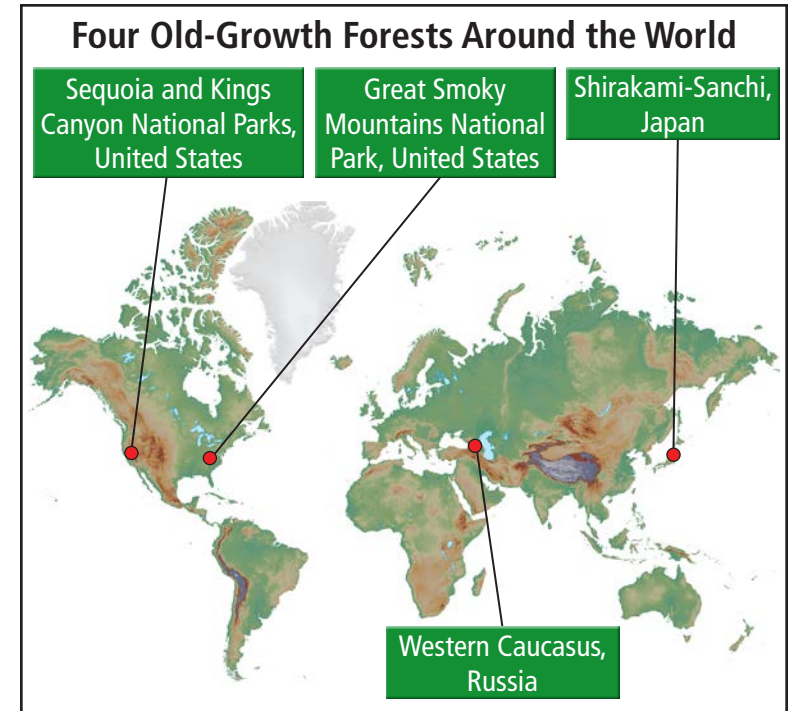 Four Old-Growth Forests Around the World
Sequoia and Kings
Canyon National Parks,
United States
Great Smoky
Mountains National
Park, United States
Shirakami-Sanchi,
Japan
Western Caucasus,
Russia